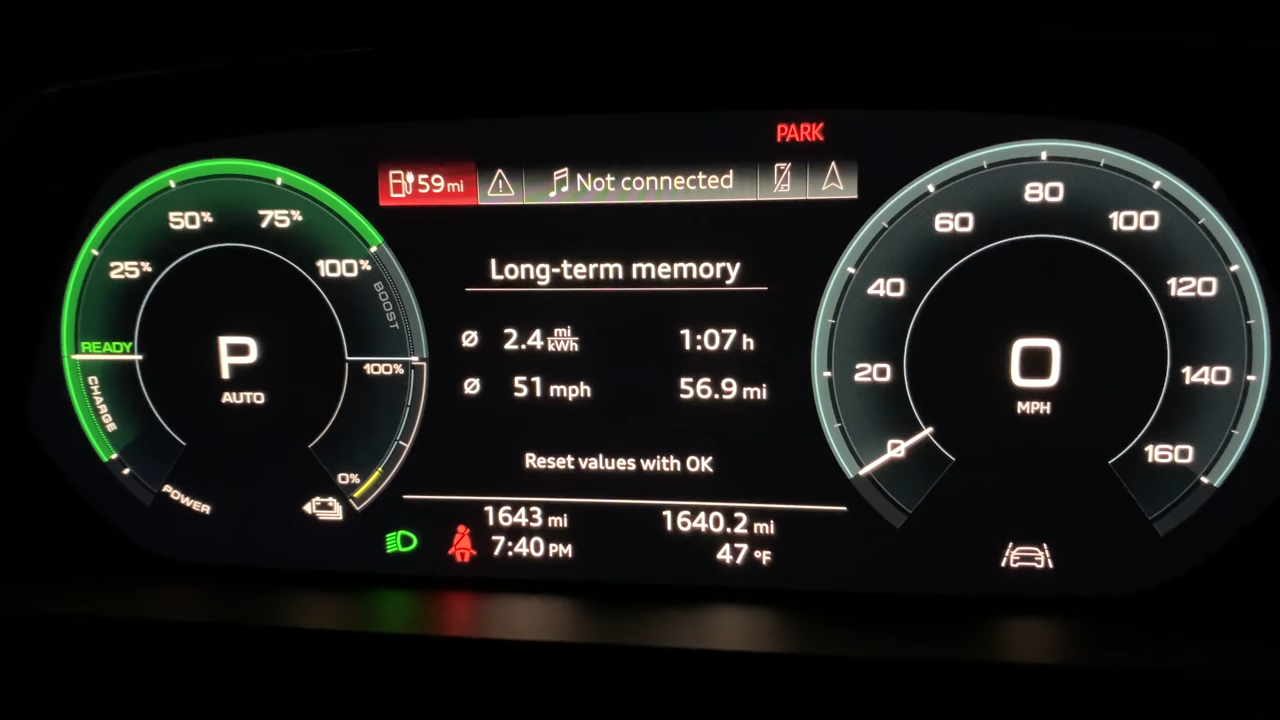 PARK
59 mi
Not connected
Long-term memory
Ø 2.4 mi/kWh 1:07 h
Ø 51 mph 56.9 mi
Reset values with OK
1643 mi 1640.2 mi
7:40 PM 47 °F
25%
50%
75%
100%
BOOST
READY
P
AUTO
CHARGE
POWER
100%
0%
0
20
40
60
80
100
120
140
160
0
MPH